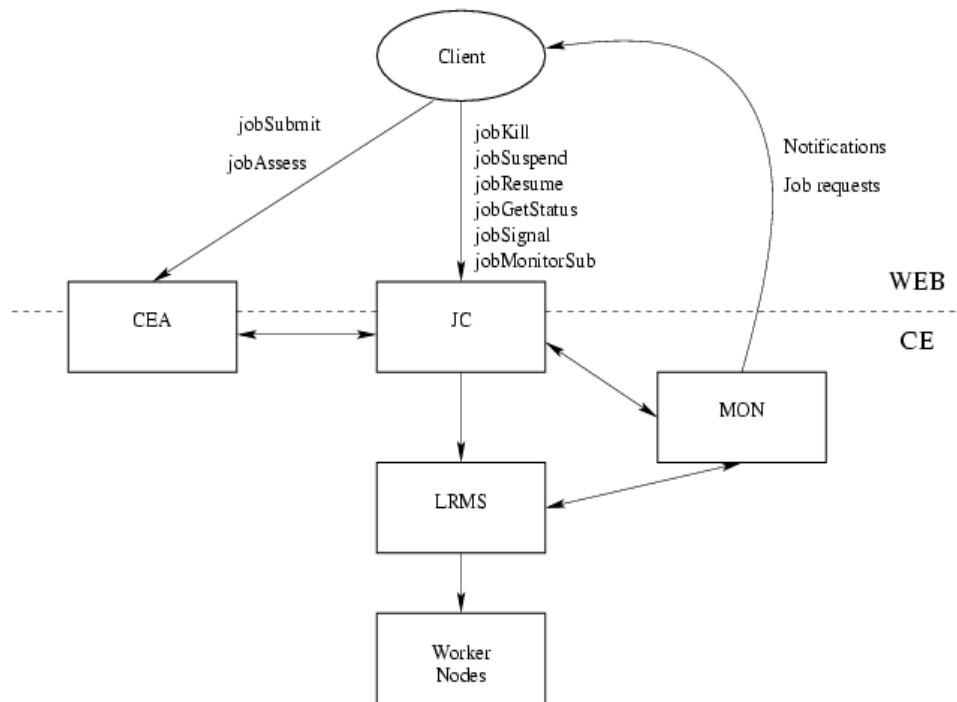 Client
jobSubmit
jobAssess
jobKill
jobSuspend
jobResume
jobGetStatus
jobSignal
jobMonitorSub
Notifications
Job requests
WEB
CEA
JC
CE
MON
LRMS
Worker
Nodes